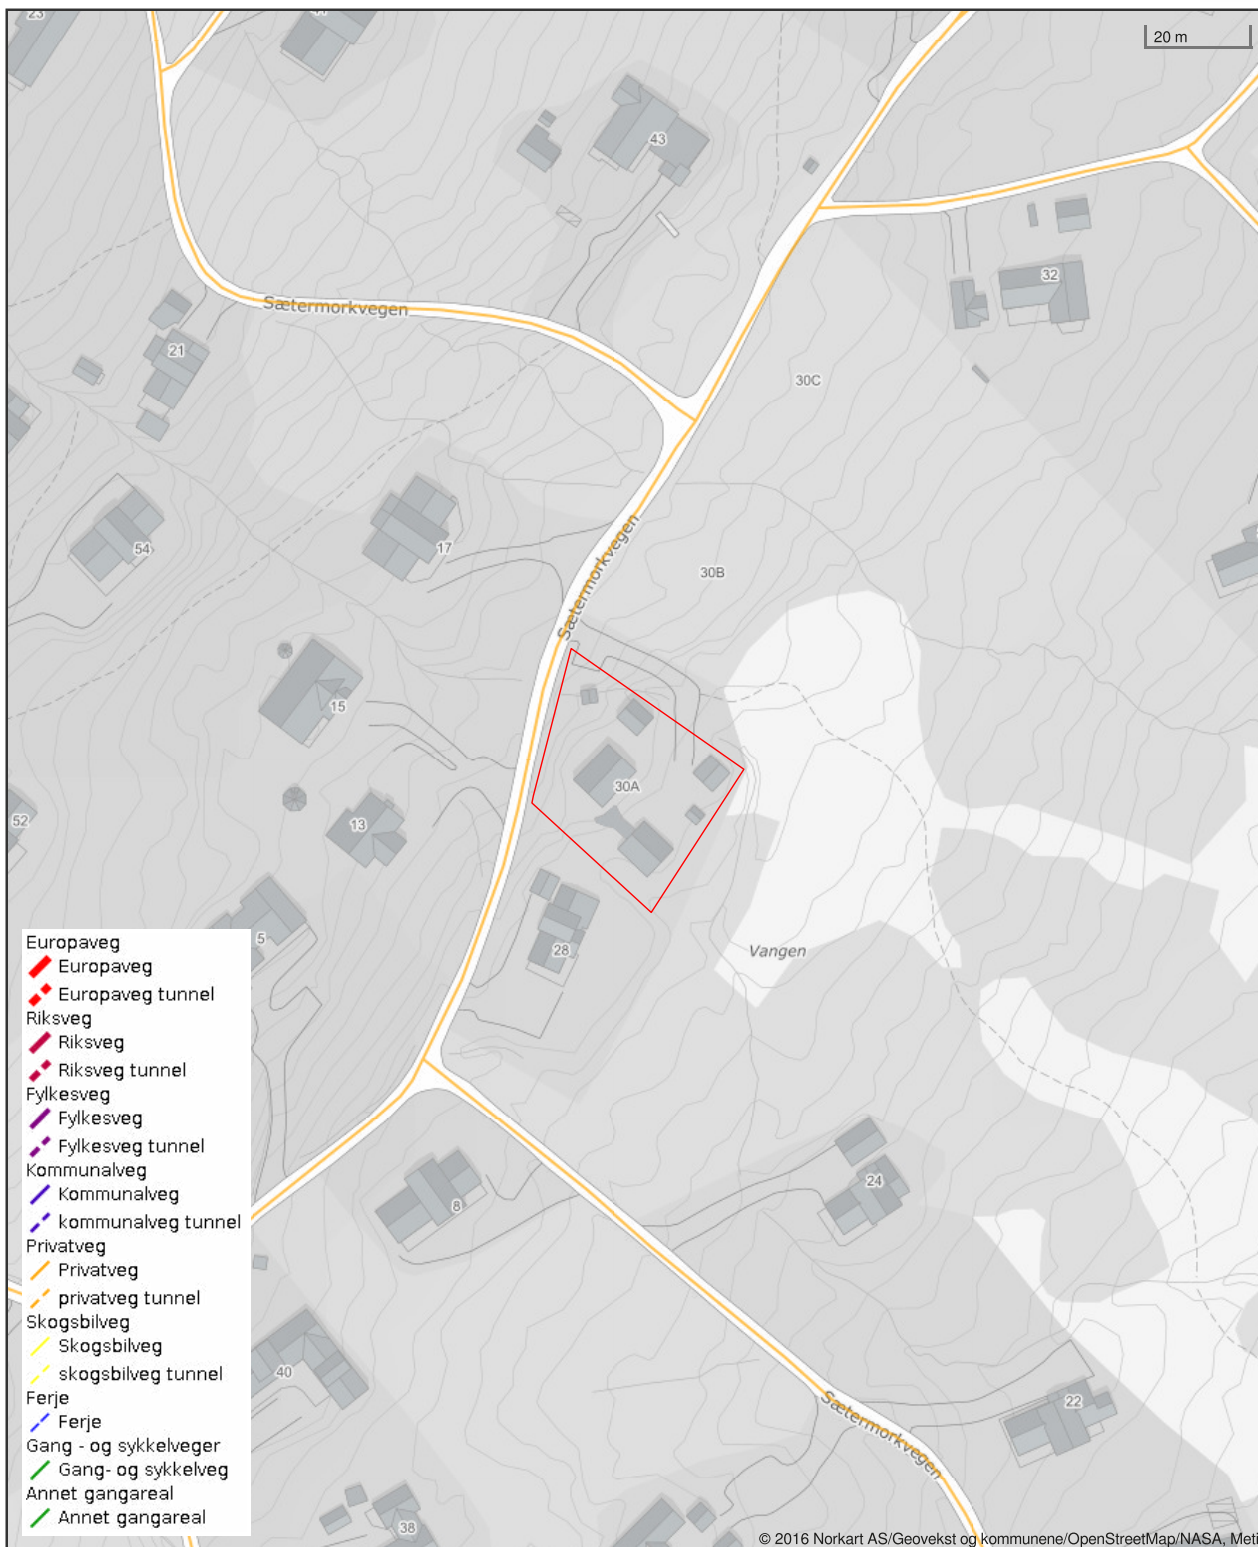 23
20 m
43
32
Sætermorkvegen
21
30C
Sætermorkvegen
54
17
30B
15
30A
52
13
5
28
Vangen
Europaveg
Europaveg
Europaveg tunnel
Riksveg
Riksveg
Riksveg tunnel
Fylkesveg
Fylkesveg
Fylkesveg tunnel
Kommunalveg
Kommunalveg
kommunalveg tunnel
Privatveg
Privatveg
privatveg tunnel
Skogsbilveg
Skogsbilveg
skogsbilveg tunnel
Ferje
Ferje
Gang - og sykkelveger
Gang- og sykkelveg
Annet gangareal
Annet gangareal
24
8
40
22
Sætermorkvegen
38
© 2016 Norkart AS/Geovekst og kommunene/OpenStreetMap/NASA, Meti